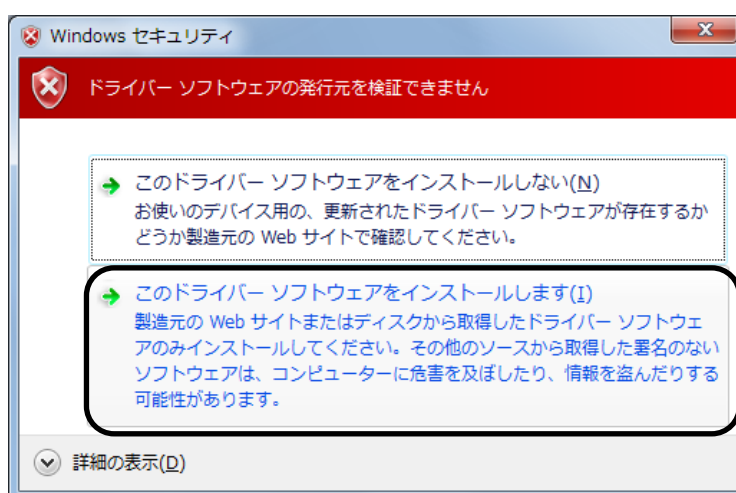 Windows セキュリティ
ドライバー ソフトウェアの発行元を検証できません
このドライバー ソフトウェアをインストールしない(N)
お使いのデバイス用の、更新されたドライバー ソフトウェアが存在するか
どうか製造元の Web サイトで確認してください。
このドライバー ソフトウェアをインストールします(I)
製造元の Web サイトまたはディスクから取得したドライバー ソフトウェ
アのみインストールしてください。その他のソースから取得した署名のない
ソフトウェアは、コンピューターに危害を及ぼしたり、情報を盗んだりする
可能性があります。
詳細の表示(D)